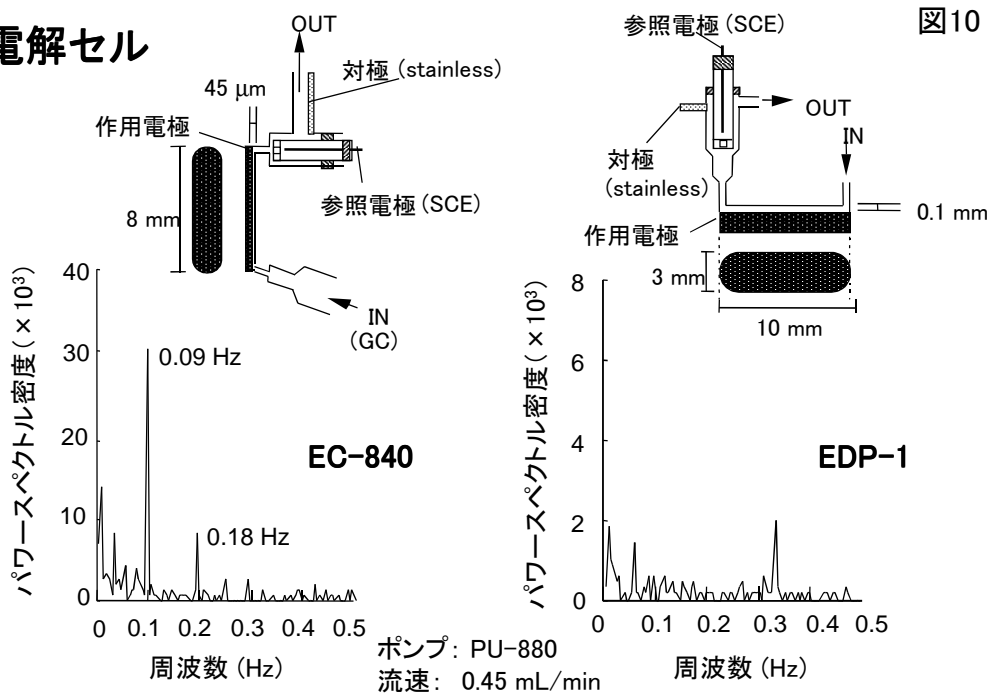 電解セル
図10
OUT
対極 (stainless)
45 μm
作用電極
8 mm
参照電極 (SCE)
IN
(GC)
参照電極 (SCE)
OUT
IN
対極
(stainless)
0.1 mm
作用電極
3 mm
10 mm
パワースペクトル密度 (×10³)
40
30
20
10
0
0.09 Hz
0.18 Hz
EC-840
0 0.1 0.2 0.3 0.4 0.5
周波数 (Hz)
パワースペクトル密度 (×10³)
8
6
4
2
0
EDP-1
0 0.1 0.2 0.3 0.4 0.5
周波数 (Hz)
ポンプ: PU-880
流速: 0.45 mL/min